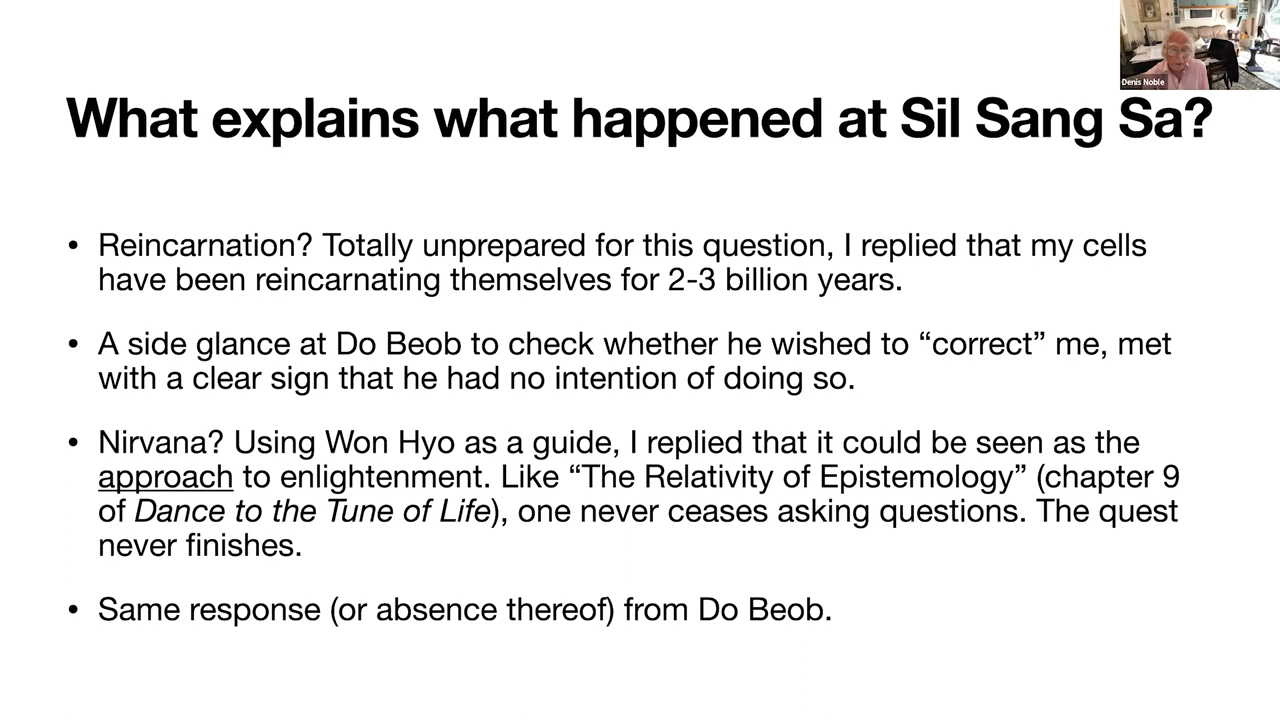 Denis Noble
What explains what happened at Sil Sang Sa?
• Reincarnation? Totally unprepared for this question, I replied that my cells
have been reincarnating themselves for 2-3 billion years.
• A side glance at Do Beob to check whether he wished to “correct” me, met
with a clear sign that he had no intention of doing so.
• Nirvana? Using Won Hyo as a guide, I replied that it could be seen as the
approach to enlightenment. Like “The Relativity of Epistemology” (chapter 9
of Dance to the Tune of Life), one never ceases asking questions. The quest
never finishes.
• Same response (or absence thereof) from Do Beob.